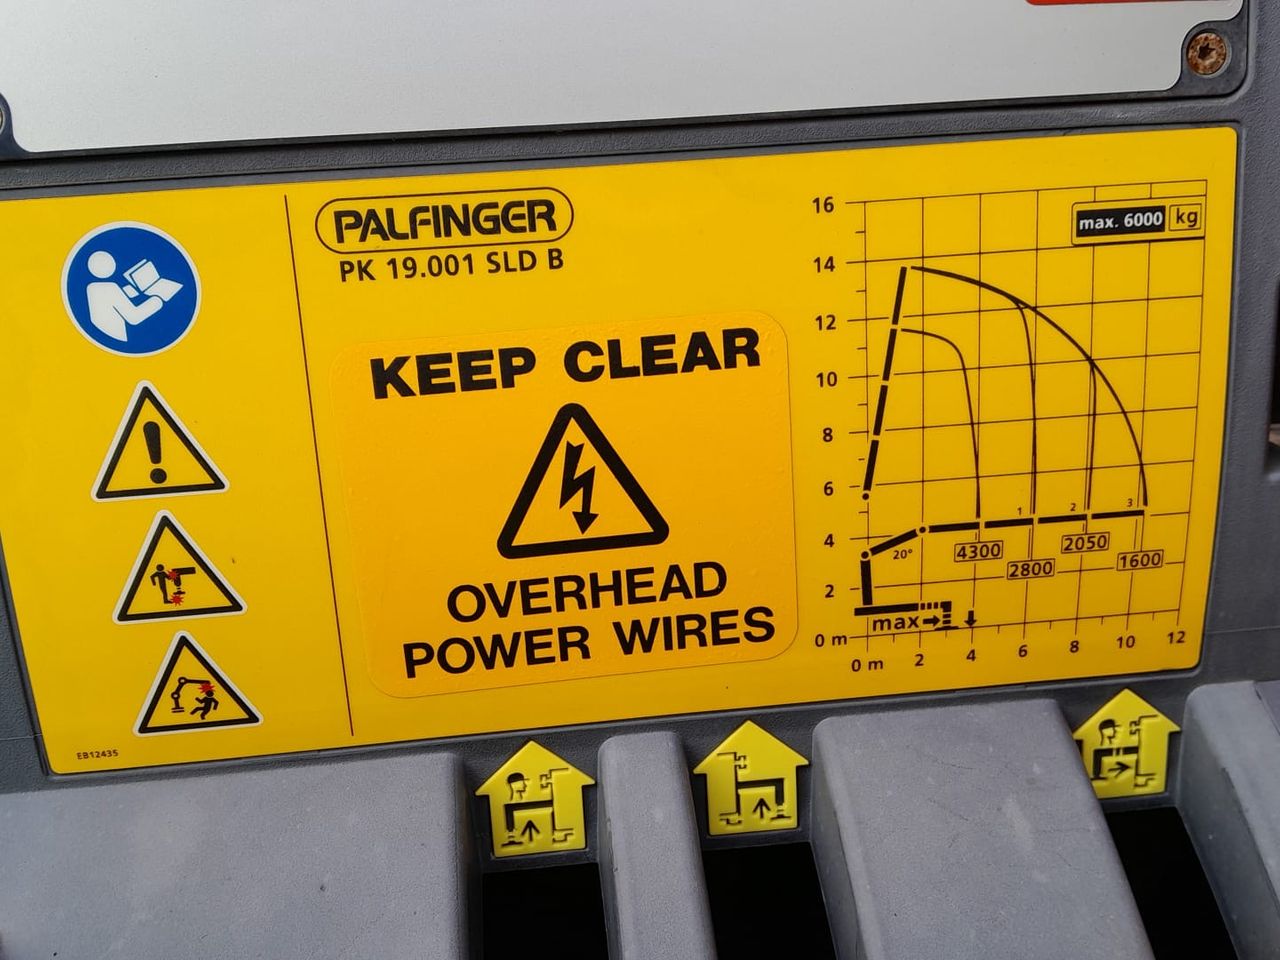 PALFINGER
PK 19.001 SLD B
KEEP CLEAR
OVERHEAD
POWER WIRES
EB12435
max. 6000 kg
16
14
12
10
8
6
4
2
0 m
20°
1
2
3
4300
2800
2050
1600
max
0 m
2
4
6
8
10
12